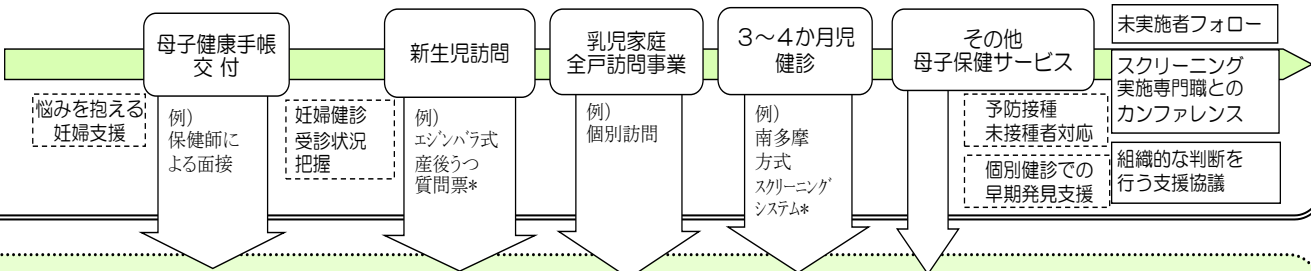 母子健康手帳
交 付
新生児訪問
乳児家庭
全戸訪問事業
３～４か月児
健診
その他
母子保健サービス
未実施者フォロー
スクリーニング
実施専門職との
カンファレンス
組織的な判断を
行う支援協議
悩みを抱える
妊婦支援
例）
保健師に
よる面接
妊婦健診
受診状況
把握
例）
エジンバラ式
産後うつ
質問票*
例）
個別訪問
例）
南多摩
方式
スクリーニング
システム*
予防接種
未接種者対応
個別健診での
早期発見支援